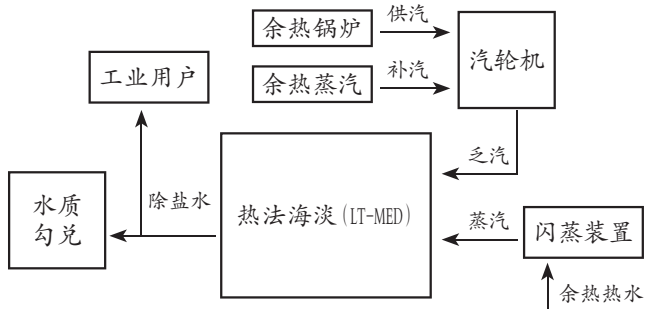 余热锅炉
供汽
汽轮机
工业用户
余热蒸汽
补汽
乏汽
水质
勾兑
除盐水
热法海淡(LT-MED)
蒸汽
闪蒸装置
余热热水